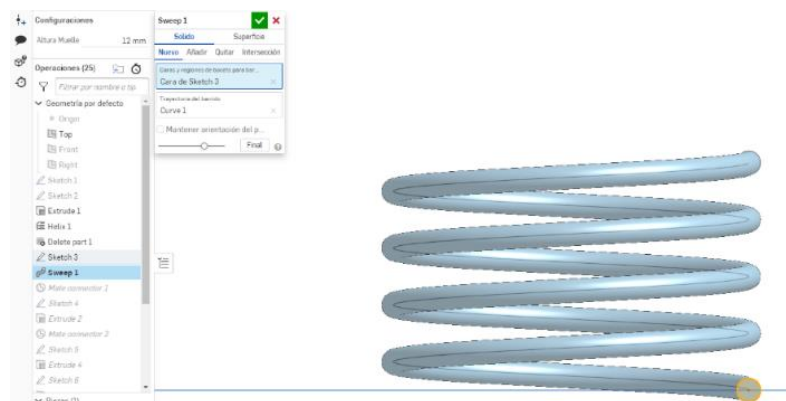 Configuraciones
Altura Muelle 12 mm
Operaciones (25)
Filtrar por nombre o tip
Geometría por defecto
Origin
Top
Front
Right
Sketch 1
Sketch 2
Extrude 1
Helix 1
Delete part 1
Sketch 3
Sweep 1
Mate connector 1
Sketch 4
Extrude 2
Mate connector 2
Sketch 5
Extrude 4
Sketch 6
Sweep 1
Sólido Superficie
Nuevo Añadir Quitar Intersección
Caras y regiones de boceto para bar...
Cara de Sketch 3
Trayectoria del barrido
Curve 1
Mantener orientación del p...
Final